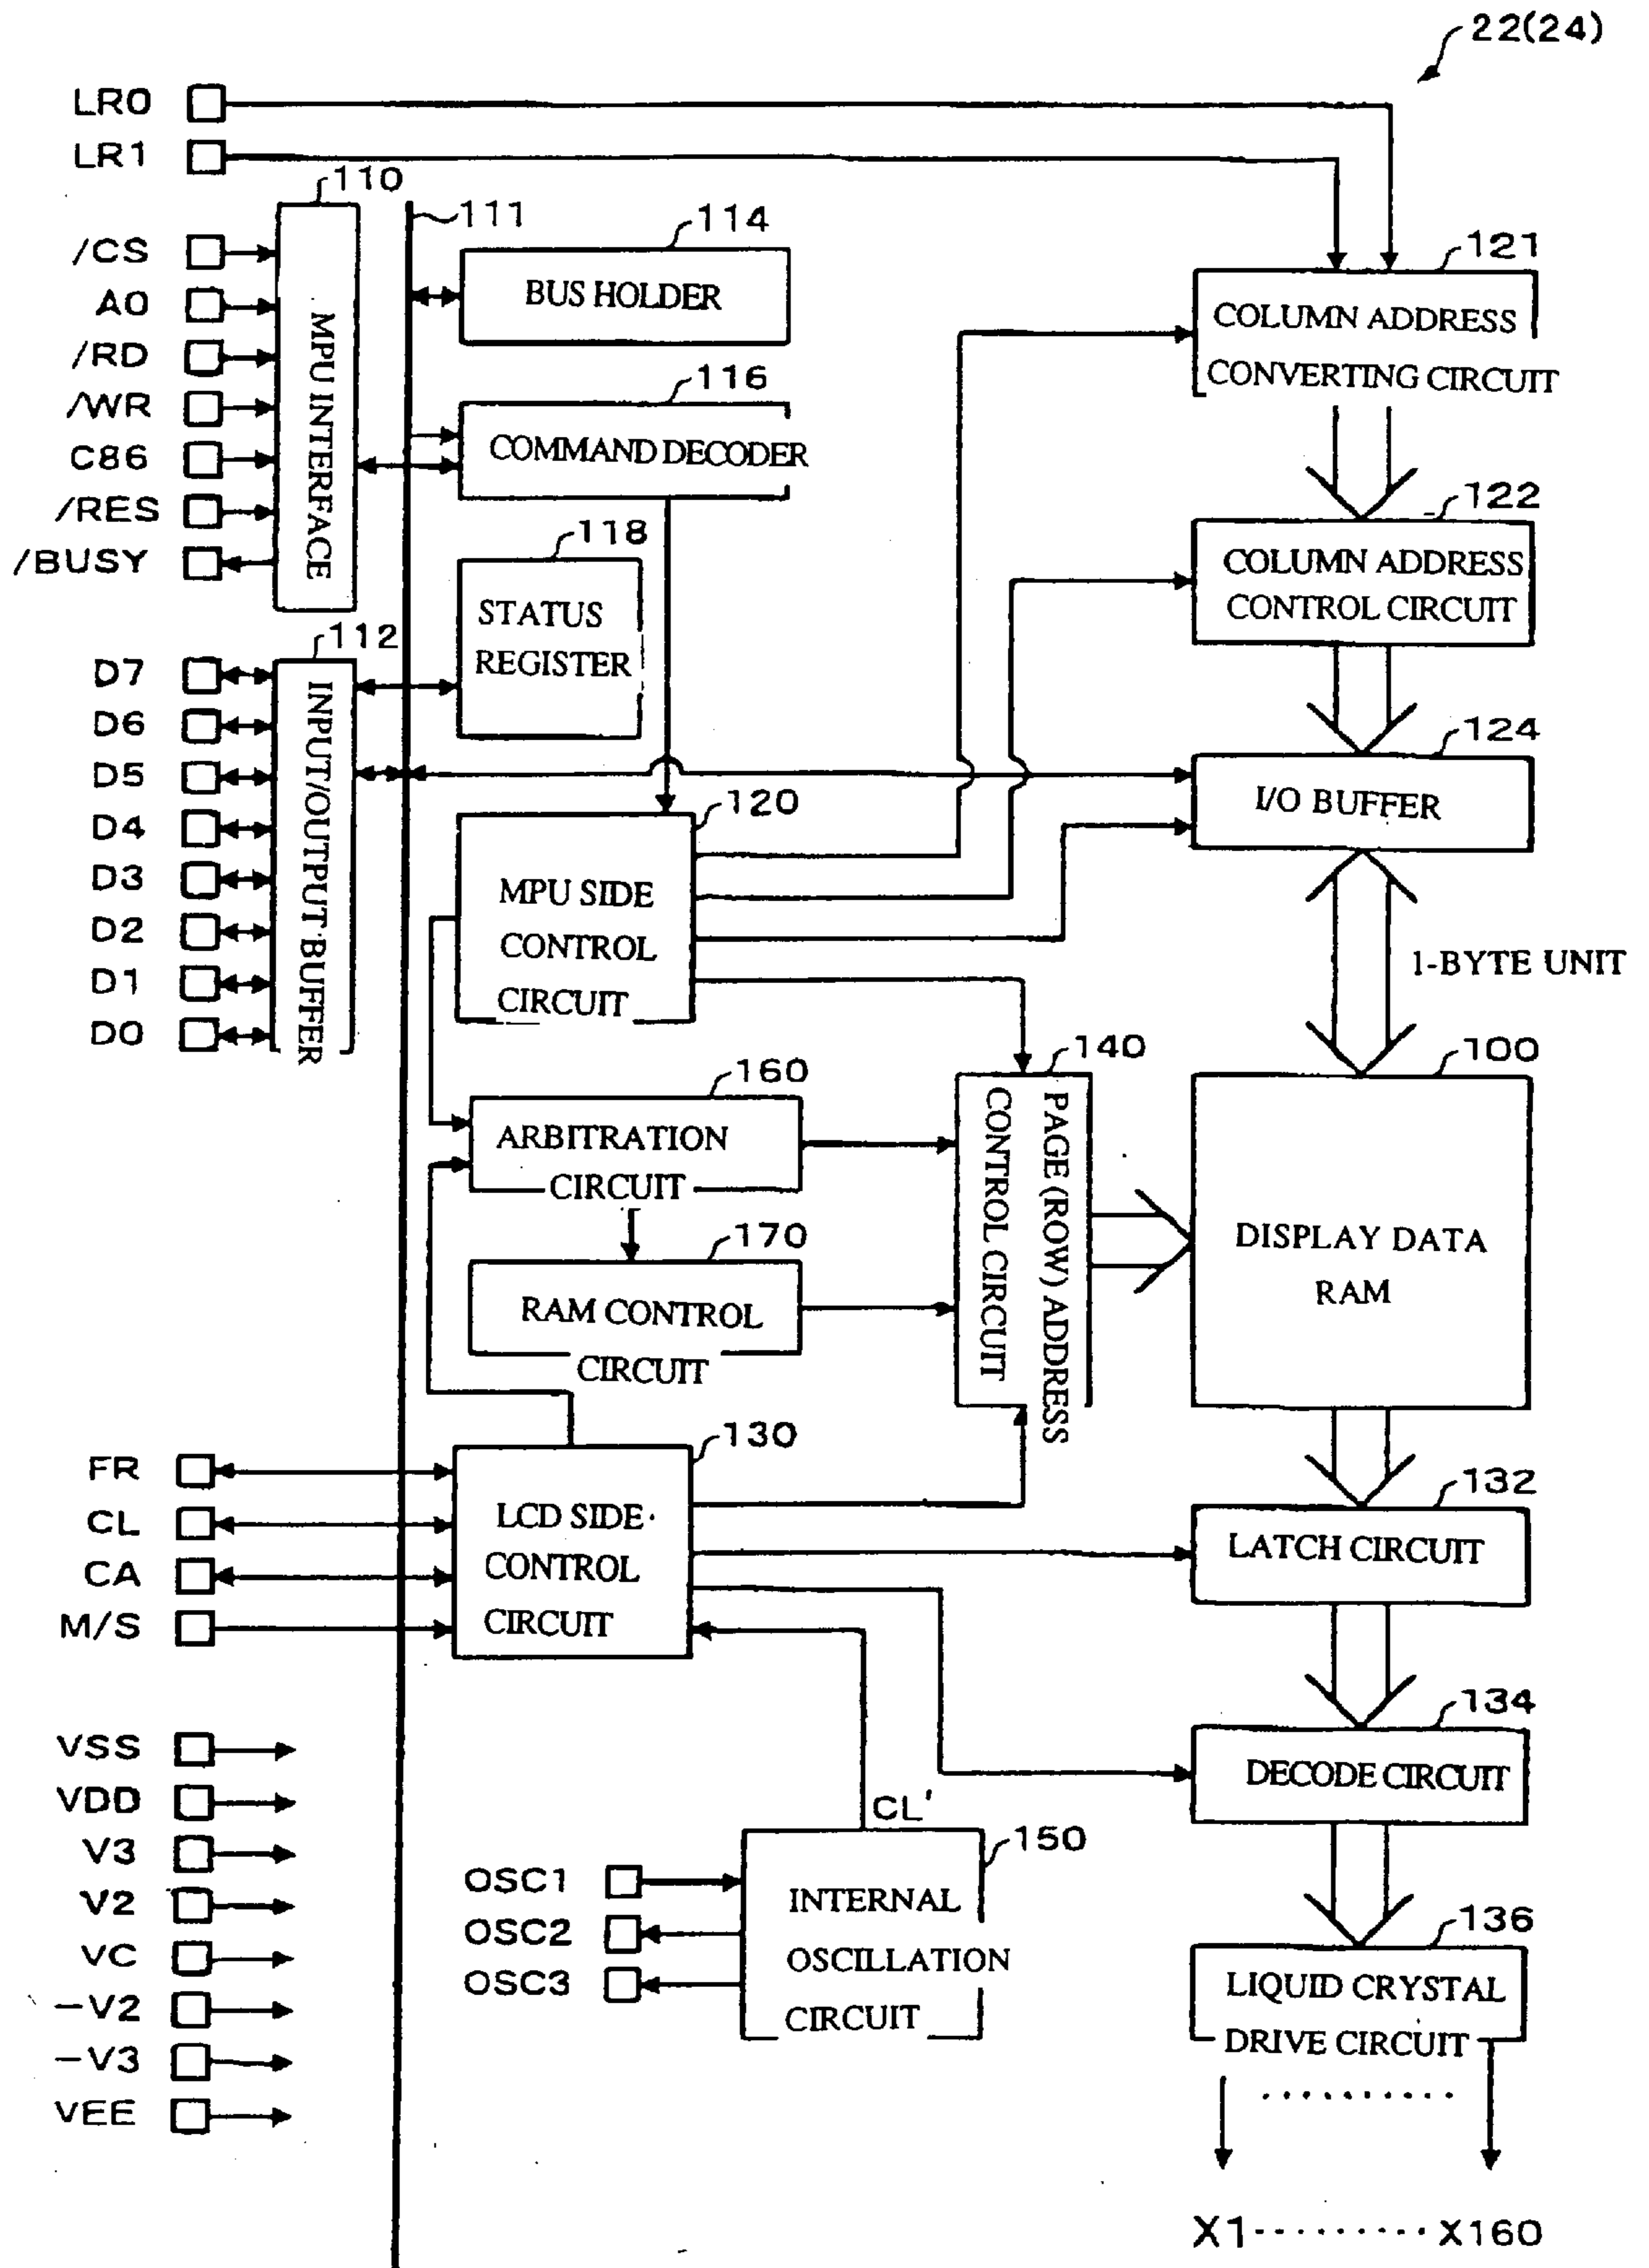 22(24)
LR0
LR1
110
111
114
121
/CS
A0
/RD
/WR
C86
/RES
/BUSY
MPU INTERFACE
BUS HOLDER
COLUMN ADDRESS
CONVERTING CIRCUIT
116
COMMAND DECODER
122
COLUMN ADDRESS
CONTROL CIRCUIT
118
STATUS
REGISTER
112
D7
D6
D5
D4
D3
D2
D1
D0
INPUT/OUTPUT BUFFER
124
I/O BUFFER
120
MPU SIDE
CONTROL
CIRCUIT
1-BYTE UNIT
140
PAGE (ROW) ADDRESS
CONTROL CIRCUIT
100
DISPLAY DATA
RAM
160
ARBITRATION
CIRCUIT
170
RAM CONTROL
CIRCUIT
FR
CL
CA
M/S
130
LCD SIDE
CONTROL
CIRCUIT
132
LATCH CIRCUIT
134
DECODE CIRCUIT
VSS
VDD
V3
V2
VC
-V2
-V3
VEE
CL'
150
OSC1
OSC2
OSC3
INTERNAL
OSCILLATION
CIRCUIT
136
LIQUID CRYSTAL
DRIVE CIRCUIT
X1 ········· X160